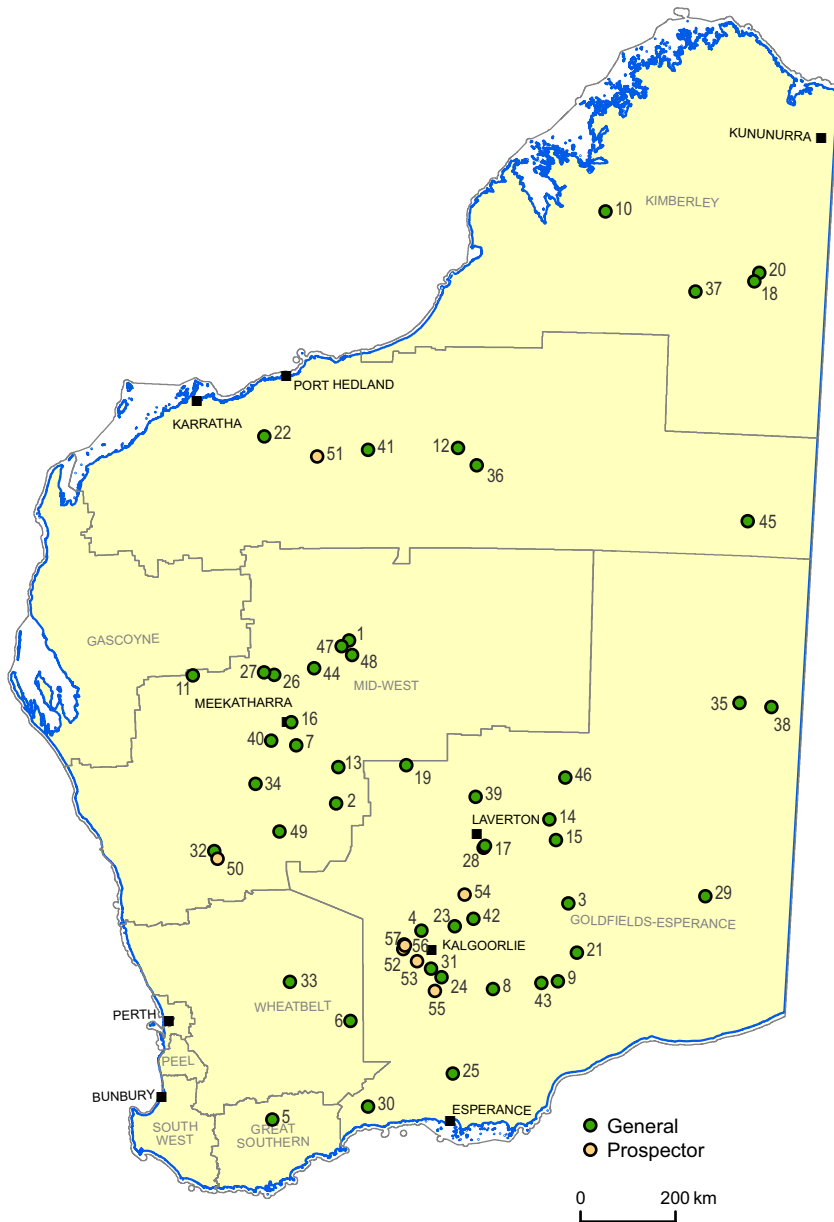 KUNUNURRA
KIMBERLEY
10
20
18
37
PORT HEDLAND
KARRATHA
22
51
41
12
36
45
GASCOYNE
1
47
48
44
27
26
11
MID-WEST
MEEKATHARRA
16
40
7
35
38
13
19
46
34
39
2
LAVERTON
14
49
15
28
17
32
50
54
3
29
4
23
42
GOLDFIELDS-ESPERANCE
57
56
KALGOORLIE
52
53
31
21
33
24
8
43
9
55
WHEATBELT
6
PERTH
PEEL
25
BUNBURY
30
5
ESPERANCE
SOUTH
WEST
GREAT
SOUTHERN
General
Prospector
0
200 km